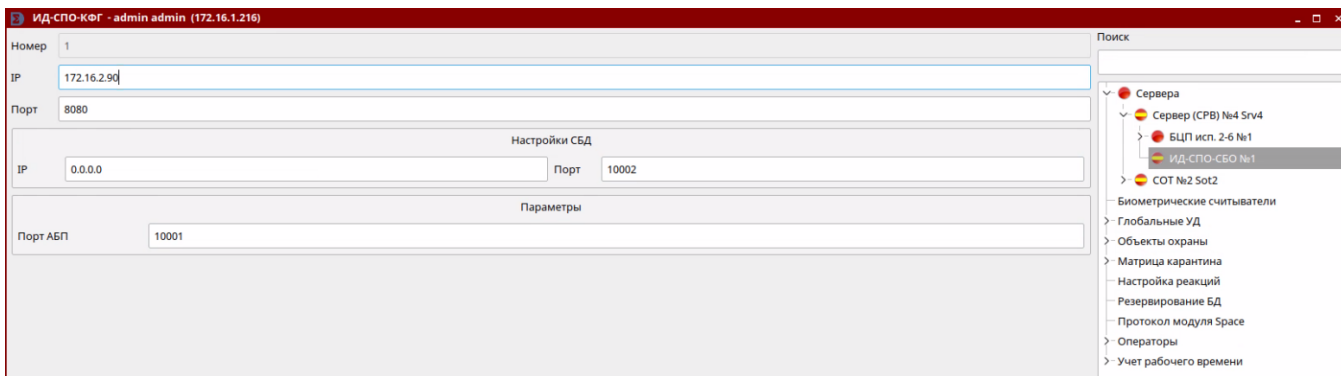 ИД-СПО-КФГ - admin admin (172.16.1.216)
Номер 1
IP 172.16.2.90
Порт 8080
Настройки СБД
IP 0.0.0.0 Порт 10002
Параметры
Порт АБП 10001
Поиск
Сервера
Сервер (СРВ) №4 Srv4
БЦП исп. 2-6 №1
ИД-СПО-СБО №1
СОТ №2 Sot2
Биометрические считыватели
Глобальные УД
Объекты охраны
Матрица карантина
Настройка реакций
Резервирование БД
Протокол модуля Space
Операторы
Учет рабочего времени